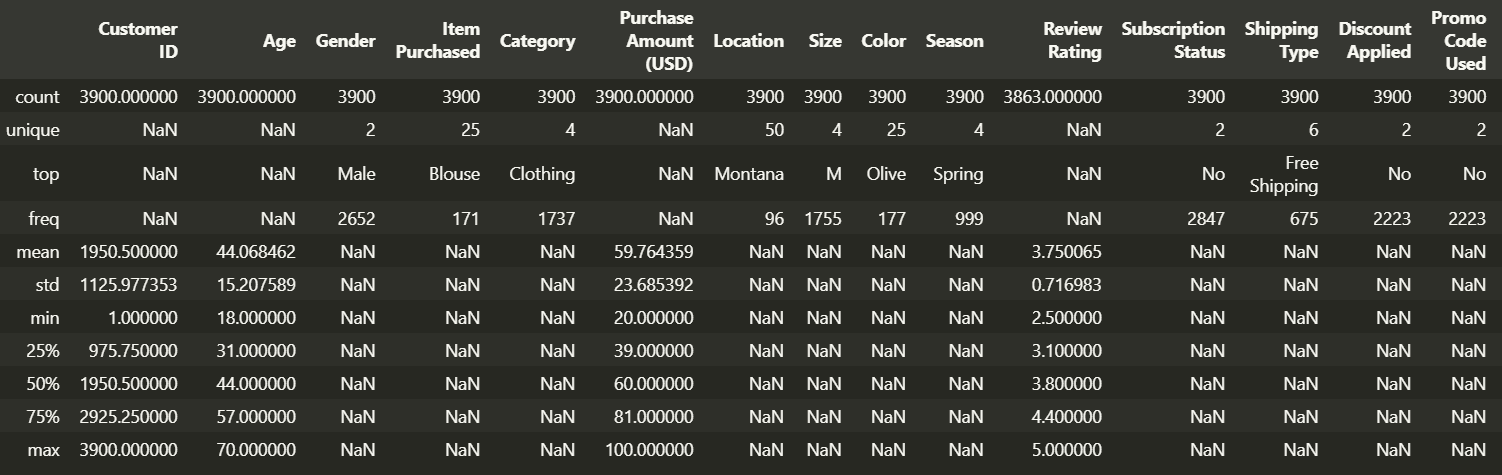 Customer ID Age Gender Item Purchased Category Purchase Amount (USD) Location Size Color Season Review Rating Subscription Status Shipping Type Discount Applied Promo Code Used
count 3900.000000 3900.000000 3900 3900 3900 3900.000000 3900 3900 3900 3900 3863.000000 3900 3900 3900 3900
unique NaN NaN 2 25 4 NaN 50 4 25 4 NaN 2 6 2 2
top NaN NaN Male Blouse Clothing NaN Montana M Olive Spring NaN No Free Shipping No No
freq NaN NaN 2652 171 1737 NaN 96 1755 177 999 NaN 2847 675 2223 2223
mean 1950.500000 44.068462 NaN NaN NaN 59.764359 NaN NaN NaN NaN 3.750065 NaN NaN NaN NaN
std 1125.977353 15.207589 NaN NaN NaN 23.685392 NaN NaN NaN NaN 0.716983 NaN NaN NaN NaN
min 1.000000 18.000000 NaN NaN NaN 20.000000 NaN NaN NaN NaN 2.500000 NaN NaN NaN NaN
25% 975.750000 31.000000 NaN NaN NaN 39.000000 NaN NaN NaN NaN 3.100000 NaN NaN NaN NaN
50% 1950.500000 44.000000 NaN NaN NaN 60.000000 NaN NaN NaN NaN 3.800000 NaN NaN NaN NaN
75% 2925.250000 57.000000 NaN NaN NaN 81.000000 NaN NaN NaN NaN 4.400000 NaN NaN NaN NaN
max 3900.000000 70.000000 NaN NaN NaN 100.000000 NaN NaN NaN NaN 5.000000 NaN NaN NaN NaN